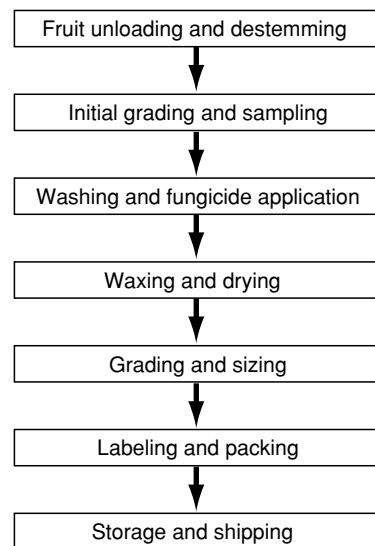 Fruit unloading and destemming
Initial grading and sampling
Washing and fungicide application
Waxing and drying
Grading and sizing
Labeling and packing
Storage and shipping